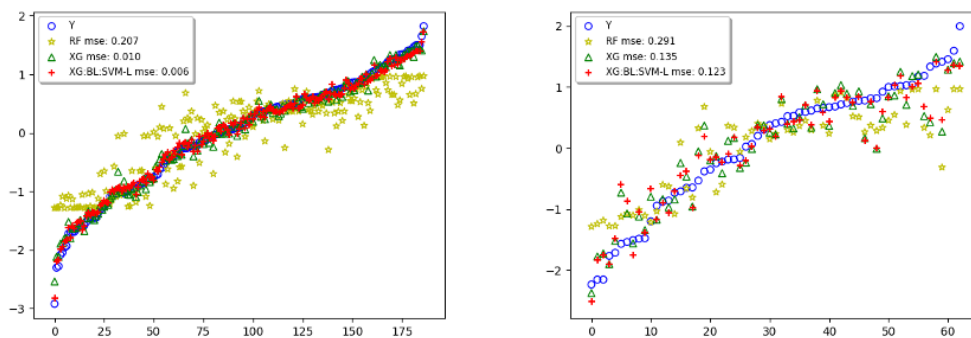 Y
RF mse: 0.207
XG mse: 0.010
XG:BL:SVM-L mse: 0.006
2
1
0
−1
−2
−3
0 25 50 75 100 125 150 175
Y
RF mse: 0.291
XG mse: 0.135
XG:BL:SVM-L mse: 0.123
2
1
0
−1
−2
0 10 20 30 40 50 60